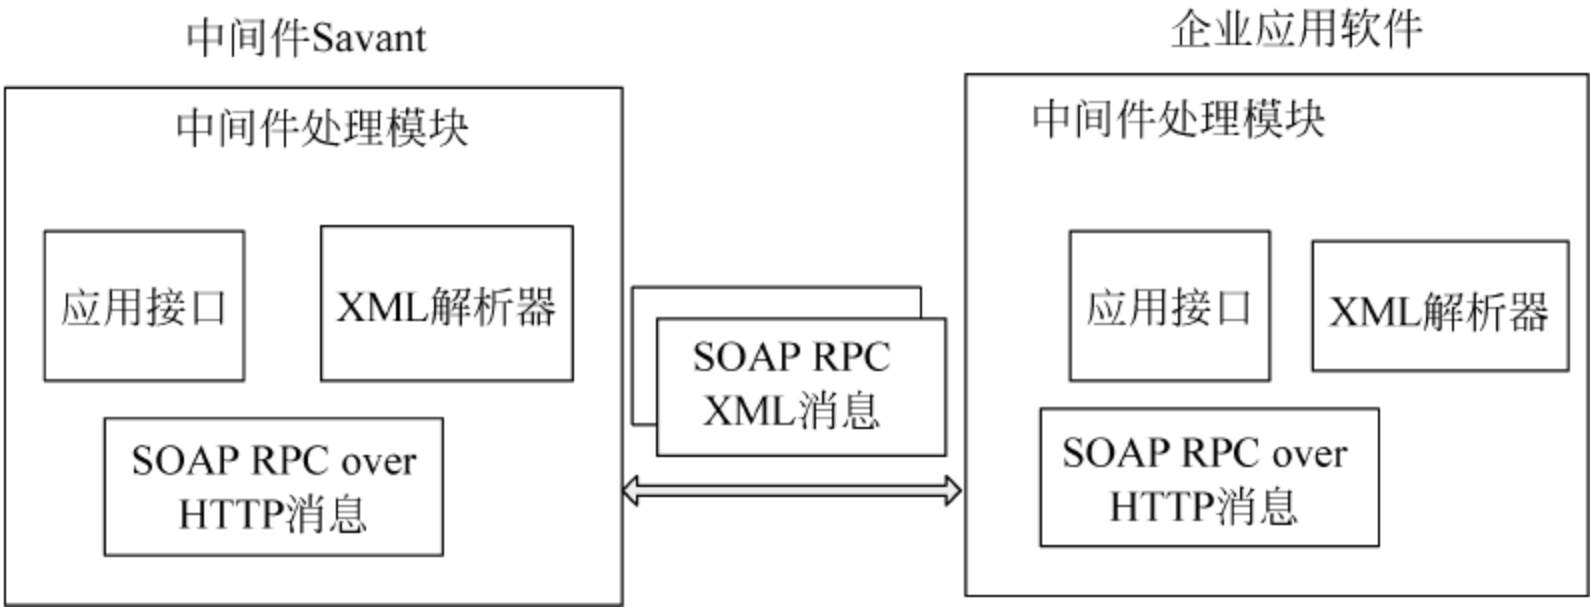 中间件Savant
企业应用软件
中间件处理模块
中间件处理模块
应用接口
XML解析器
SOAP RPC
XML消息
应用接口
XML解析器
SOAP RPC over
HTTP消息
SOAP RPC over
HTTP消息